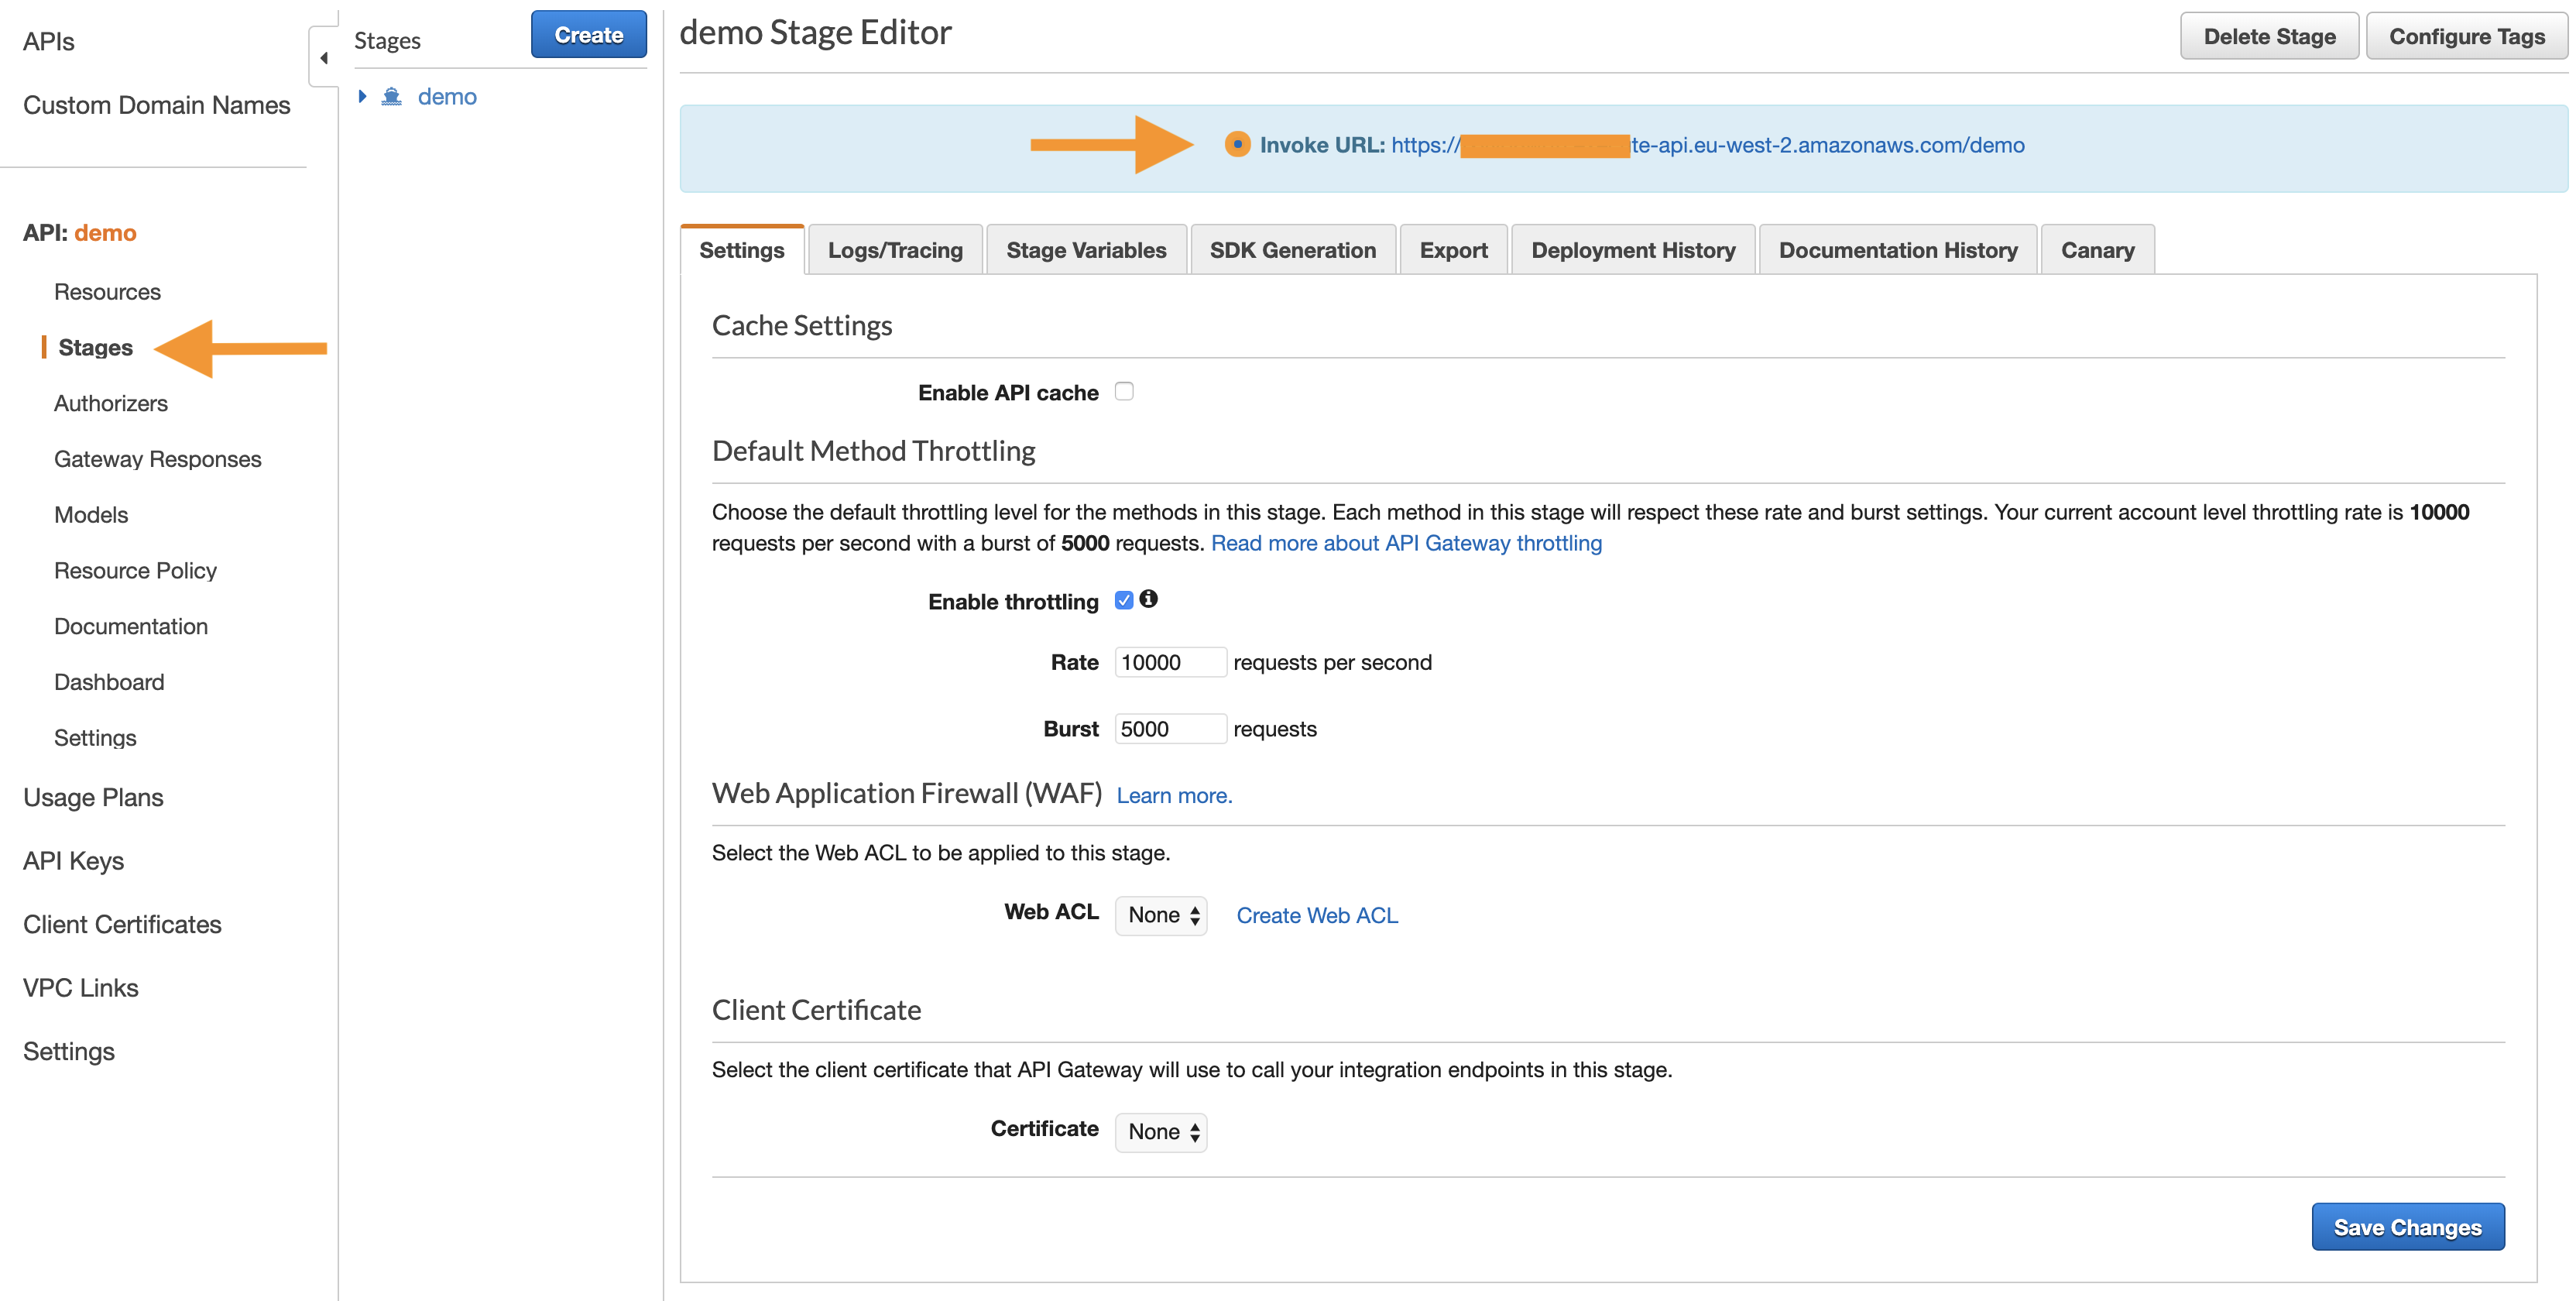 APIs
Custom Domain Names
API: demo
Resources
Stages
Authorizers
Gateway Responses
Models
Resource Policy
Documentation
Dashboard
Settings
Usage Plans
API Keys
Client Certificates
VPC Links
Settings
Stages
Create
demo
demo Stage Editor
Delete Stage
Configure Tags
Invoke URL: https:// te-api.eu-west-2.amazonaws.com/demo
Settings
Logs/Tracing
Stage Variables
SDK Generation
Export
Deployment History
Documentation History
Canary
Cache Settings
Enable API cache
Default Method Throttling
Choose the default throttling level for the methods in this stage. Each method in this stage will respect these rate and burst settings. Your current account level throttling rate is 10000
requests per second with a burst of 5000 requests. Read more about API Gateway throttling
Enable throttling
Rate 10000 requests per second
Burst 5000 requests
Web Application Firewall (WAF) Learn more.
Select the Web ACL to be applied to this stage.
Web ACL None Create Web ACL
Client Certificate
Select the client certificate that API Gateway will use to call your integration endpoints in this stage.
Certificate None
Save Changes